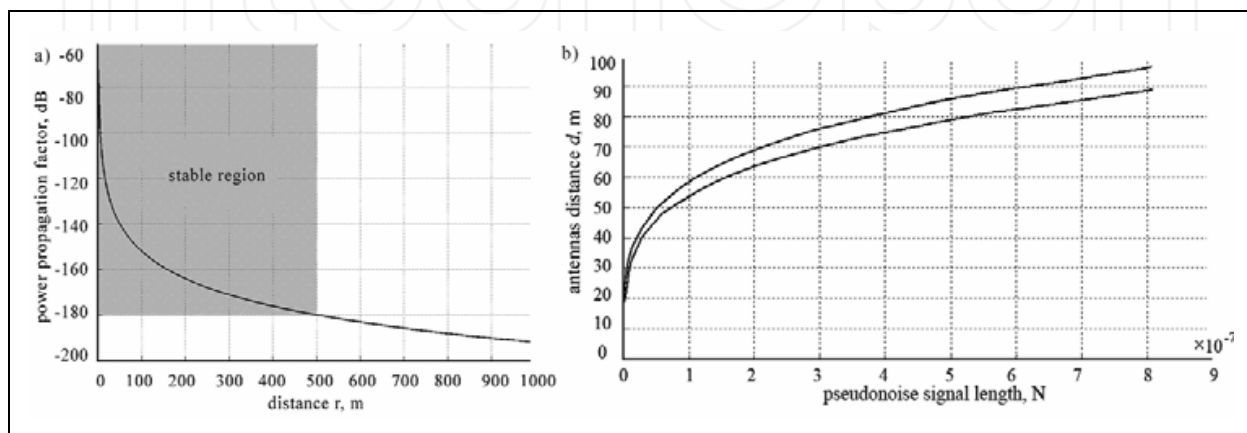 a)
power propagation factor, dB
-60
-80
-100
-120
-140
-160
-180
-200
stable region
0 100 200 300 400 500 600 700 800 900 1000
distance r, m
b)
antennas distance d, m
100
90
80
70
60
50
40
30
20
10
0
0 1 2 3 4 5 6 7 8 9
×10-7
pseudonoise signal length, N